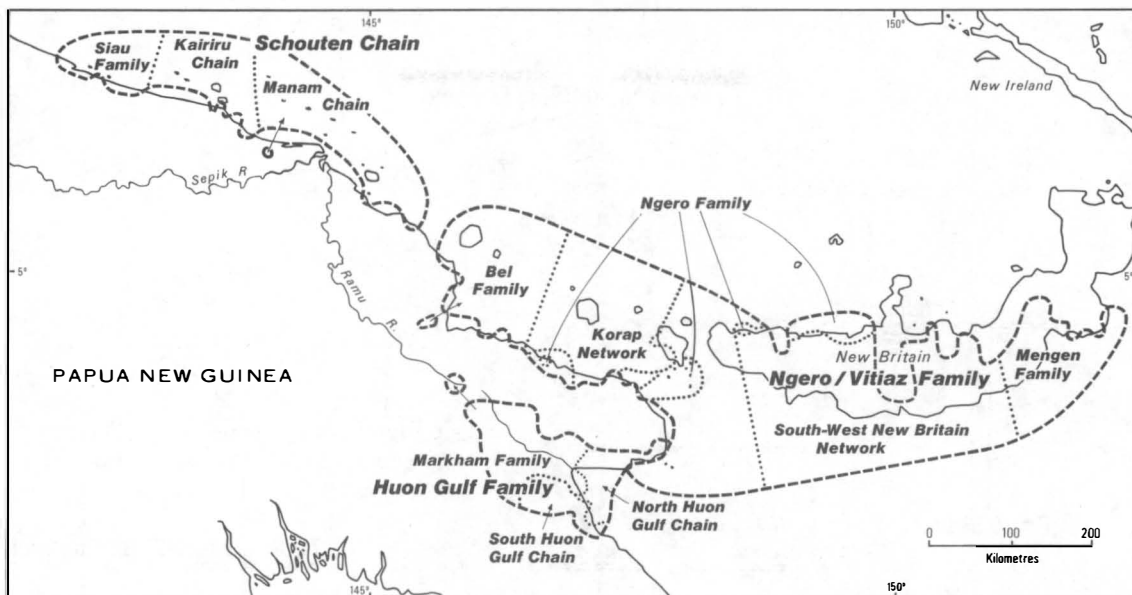 145°
150°
Siau
Family
Kairiru
Chain
Schouten Chain
Manam
Chain
New Ireland
Sepik R
Ngero Family
5°
Bel
Family
5°
Ramu
R.
Korap
Network
New Britain
Mengen
Family
PAPUA NEW GUINEA
Ngero / Vitiaz Family
South-West New Britain
Network
Markham Family
Huon Gulf Family
North Huon
Gulf Chain
South Huon
Gulf Chain
0 100 200
Kilometres
145°
150°